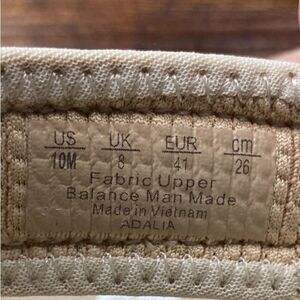 US UK EUR cm
10M 8 41 26
Fabric Upper
Balance Man Made
Made in Vietnam
ADALIA